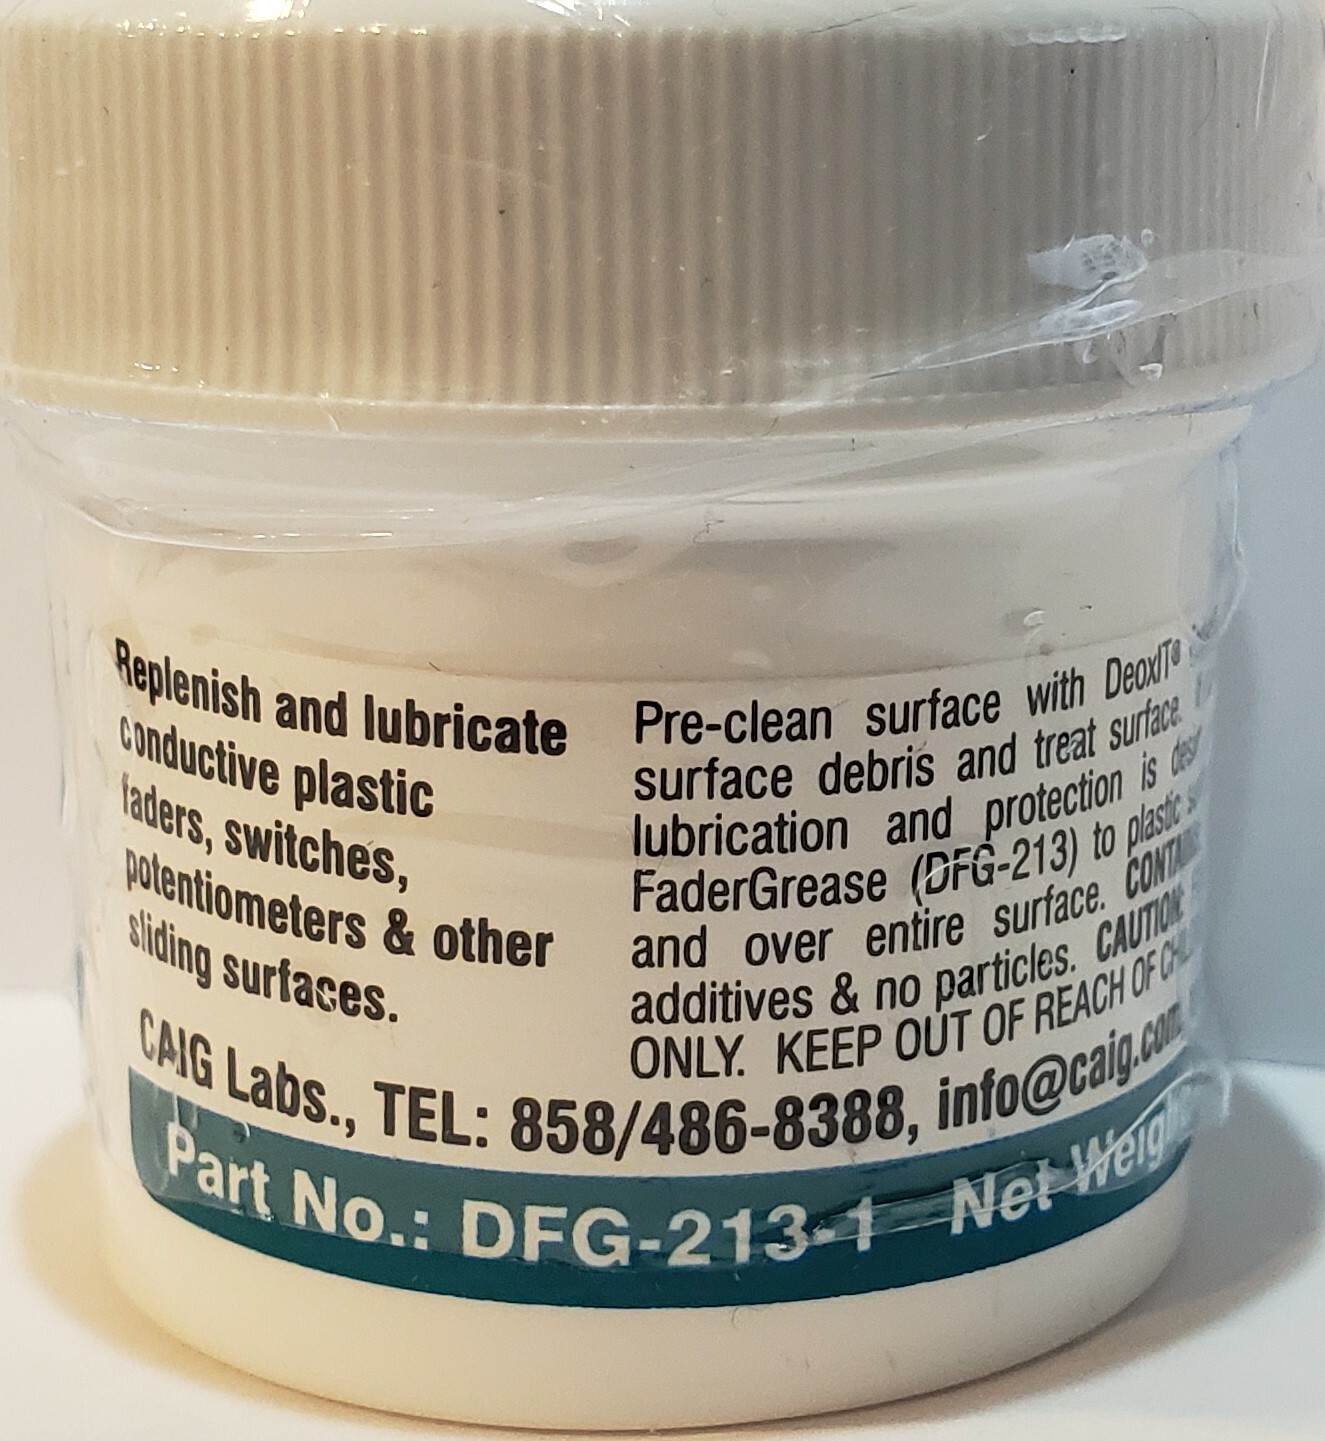 Replenish and lubricate
conductive plastic
faders, switches,
potentiometers & other
sliding surfaces.
Pre-clean surface with DeoxIT®
surface debris and treat surface.
lubrication and protection is
FaderGrease (DFG-213) to plastic
and over entire surface.
additives & no particles. CAUTION:
ONLY. KEEP OUT OF REACH OF
CAIG Labs., TEL: 858/486-8388, info@caig.com
Part No.: DFG-213-1 Net